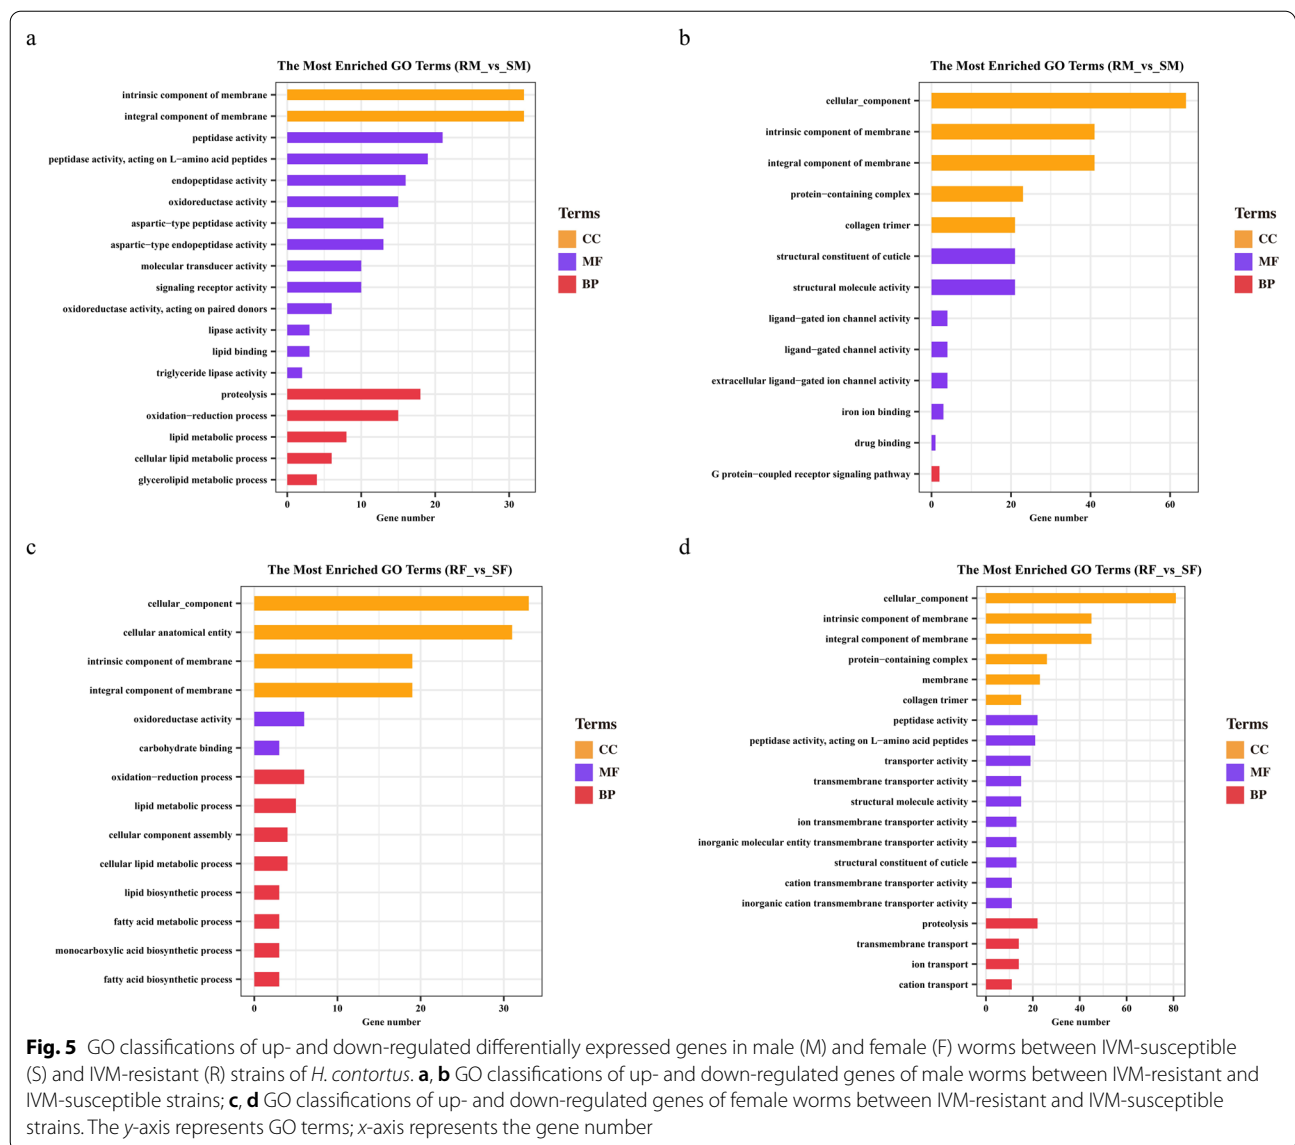 a
The Most Enriched GO Terms (RM_vs_SM)
intrinsic component of membrane
integral component of membrane
peptidase activity
peptidase activity, acting on L−amino acid peptides
endopeptidase activity
oxidoreductase activity
aspartic−type peptidase activity
aspartic−type endopeptidase activity
molecular transducer activity
signaling receptor activity
oxidoreductase activity, acting on paired donors
lipase activity
lipid binding
triglyceride lipase activity
proteolysis
oxidation−reduction process
lipid metabolic process
cellular lipid metabolic process
glycerolipid metabolic process
0 10 20 30
Gene number
Terms
CC
MF
BP
b
The Most Enriched GO Terms (RM_vs_SM)
cellular_component
intrinsic component of membrane
integral component of membrane
protein−containing complex
collagen trimer
structural constituent of cuticle
structural molecule activity
ligand−gated ion channel activity
ligand−gated channel activity
extracellular ligand−gated ion channel activity
iron ion binding
drug binding
G protein−coupled receptor signaling pathway
0 20 40 60
Gene number
Terms
CC
MF
BP
c
The Most Enriched GO Terms (RF_vs_SF)
cellular_component
cellular anatomical entity
intrinsic component of membrane
integral component of membrane
oxidoreductase activity
carbohydrate binding
oxidation−reduction process
lipid metabolic process
cellular component assembly
cellular lipid metabolic process
lipid biosynthetic process
fatty acid metabolic process
monocarboxylic acid biosynthetic process
fatty acid biosynthetic process
0 10 20 30
Gene number
Terms
CC
MF
BP
d
The Most Enriched GO Terms (RF_vs_SF)
cellular_component
intrinsic component of membrane
integral component of membrane
protein−containing complex
membrane
collagen trimer
peptidase activity
peptidase activity, acting on L−amino acid peptides
transporter activity
transmembrane transporter activity
structural molecule activity
ion transmembrane transporter activity
inorganic molecular entity transmembrane transporter activity
structural constituent of cuticle
cation transmembrane transporter activity
inorganic cation transmembrane transporter activity
proteolysis
transmembrane transport
ion transport
cation transport
0 20 40 60 80
Gene number
Terms
CC
MF
BP
Fig. 5 GO classifications of up- and down-regulated differentially expressed genes in male (M) and female (F) worms between IVM-susceptible
(S) and IVM-resistant (R) strains of H. contortus. a, b GO classifications of up- and down-regulated genes of male worms between IVM-resistant and
IVM-susceptible strains; c, d GO classifications of up- and down-regulated genes of female worms between IVM-resistant and IVM-susceptible
strains. The y-axis represents GO terms; x-axis represents the gene number